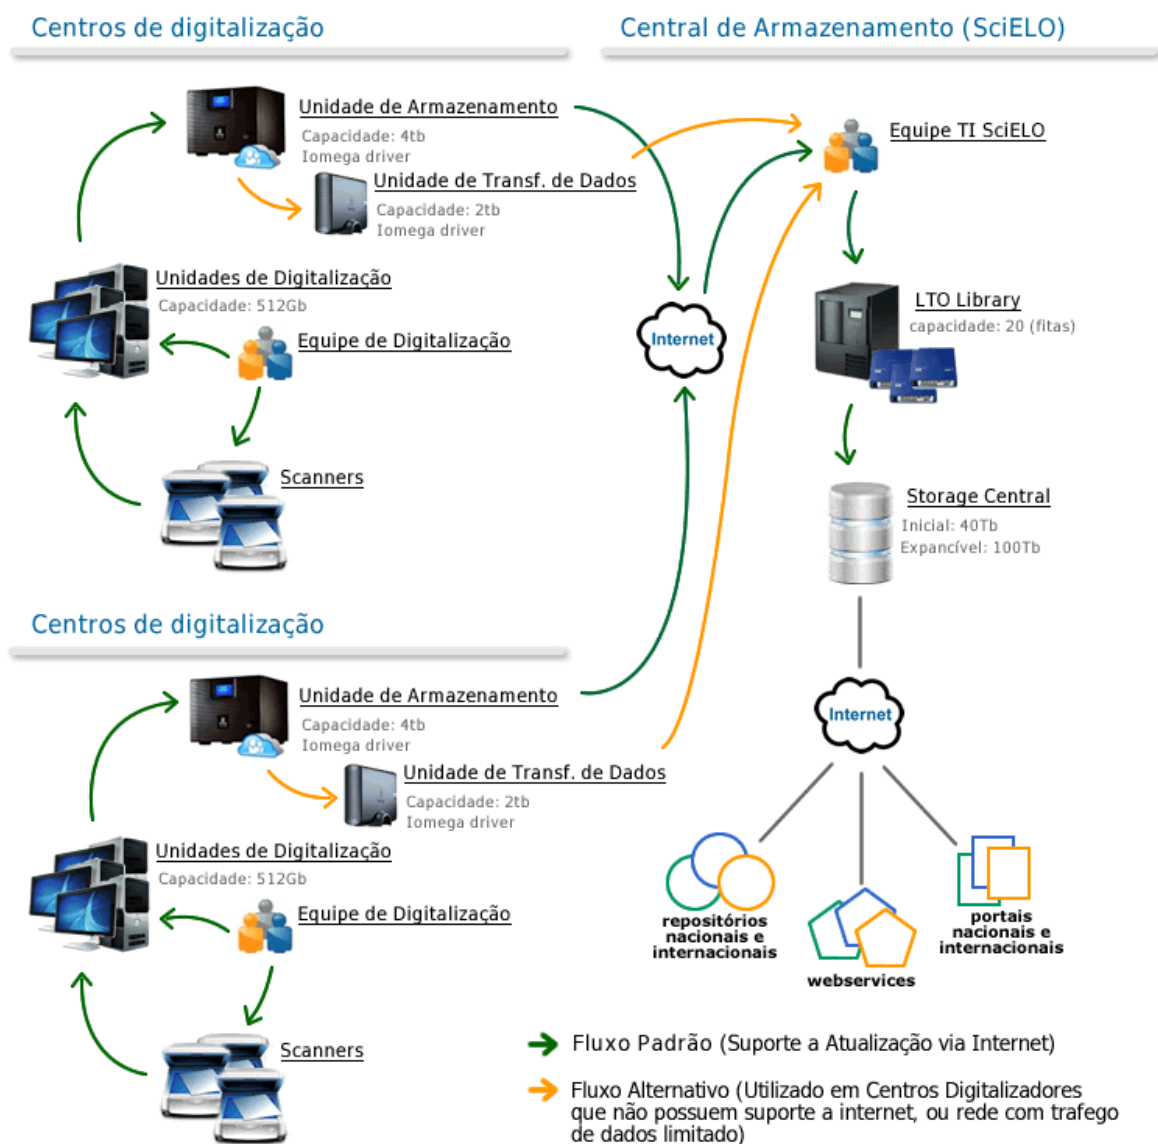 Centros de digitalização
Unidade de Armazenamento
Capacidade: 4tb
Iomega driver
Unidade de Transf. de Dados
Capacidade: 2tb
Iomega driver
Unidades de Digitalização
Capacidade: 512Gb
Equipe de Digitalização
Scanners
Centros de digitalização
Unidade de Armazenamento
Capacidade: 4tb
Iomega driver
Unidade de Transf. de Dados
Capacidade: 2tb
Iomega driver
Unidades de Digitalização
Capacidade: 512Gb
Equipe de Digitalização
Scanners
Internet
Central de Armazenamento (SciELO)
Equipe TI SciELO
LTO Library
capacidade: 20 (fitas)
Storage Central
Inicial: 40Tb
Expancível: 100Tb
Internet
repositórios
nacionais e
internacionais
webservices
portais
nacionais e
internacionais
Fluxo Padrão (Suporte a Atualização via Internet)
Fluxo Alternativo (Utilizado em Centros Digitalizadores
que não possuem suporte a internet, ou rede com trafego
de dados limitado)